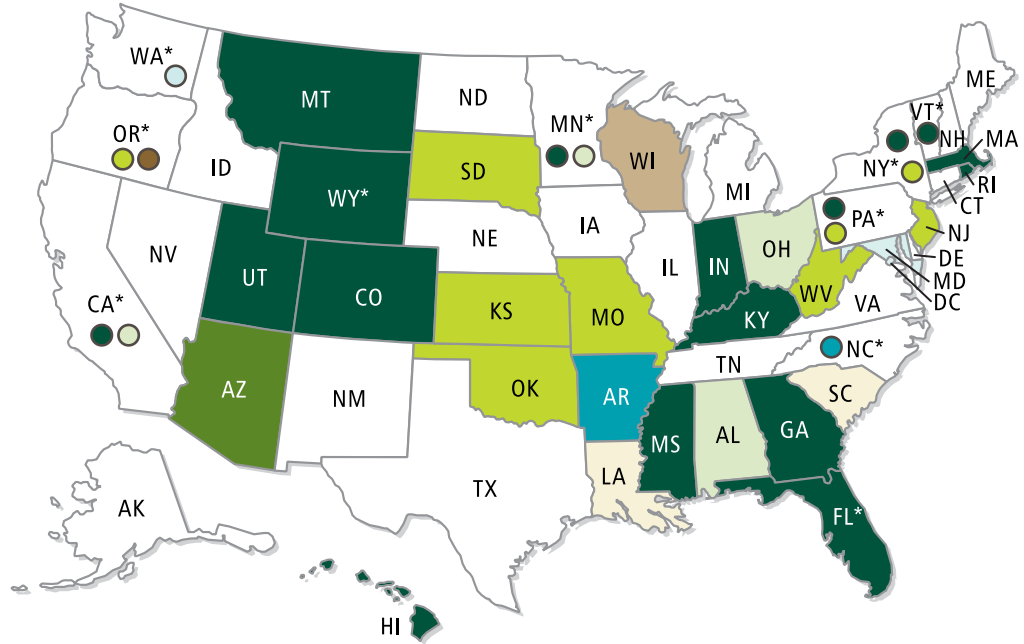 WA*
ME
MT
ND
VT*
MN*
OR*
NH
MA
ID
SD
WI
NY*
RI
WY*
MI
CT
PA*
IA
NJ
NE
NV
OH
DE
UT
IL
IN
MD
CA*
CO
WV
DC
VA
KS
MO
KY
NC*
TN
AZ
OK
NM
AR
SC
MS
AL
GA
LA
TX
AK
FL*
HI